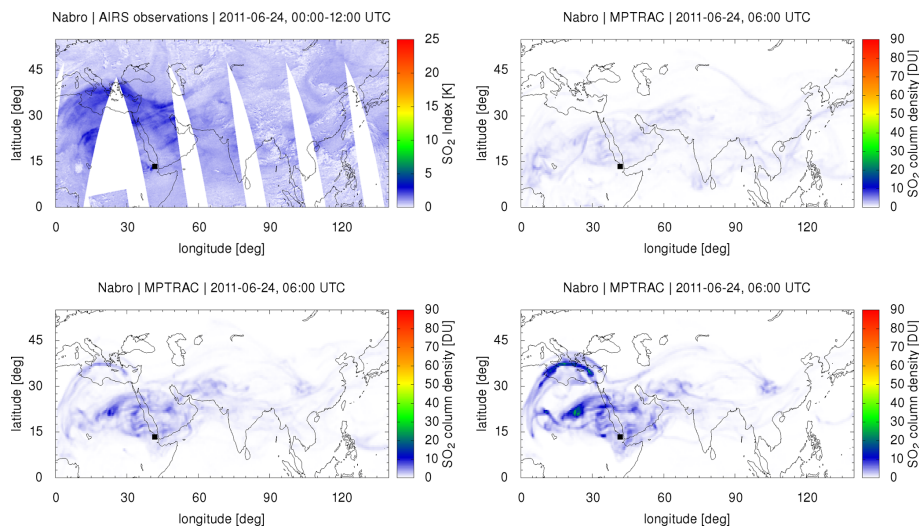 Nabro | AIRS observations | 2011-06-24, 00:00-12:00 UTC
45
30
15
0
latitude [deg]
0 30 60 90 120
longitude [deg]
25
20
15
10
5
0
SO2 Index [K]
Nabro | MPTRAC | 2011-06-24, 06:00 UTC
45
30
15
0
latitude [deg]
0 30 60 90 120
longitude [deg]
90
80
70
60
50
40
30
20
10
0
SO2 column density [DU]
Nabro | MPTRAC | 2011-06-24, 06:00 UTC
45
30
15
0
latitude [deg]
0 30 60 90 120
longitude [deg]
90
80
70
60
50
40
30
20
10
0
SO2 column density [DU]
Nabro | MPTRAC | 2011-06-24, 06:00 UTC
45
30
15
0
latitude [deg]
0 30 60 90 120
longitude [deg]
90
80
70
60
50
40
30
20
10
0
SO2 column density [DU]